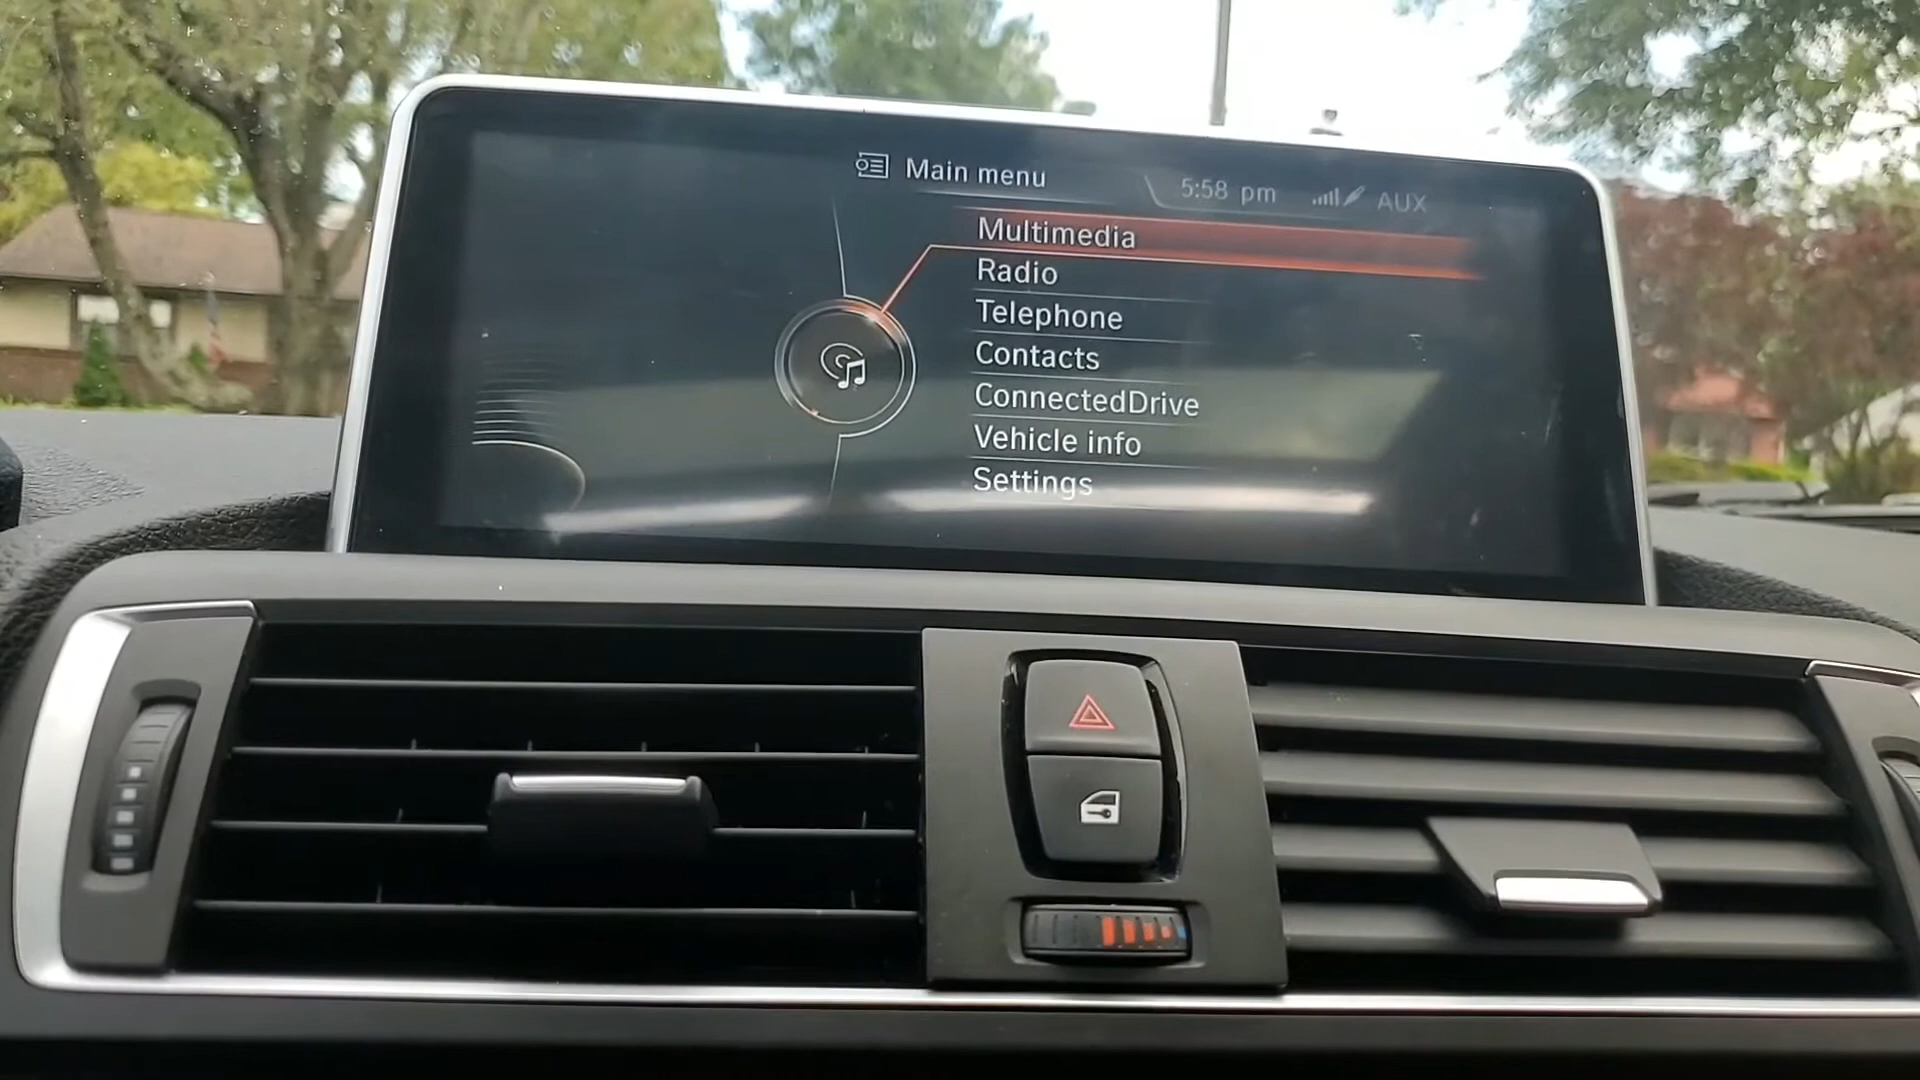 Main menu
5:58 pm
AUX
Multimedia
Radio
Telephone
Contacts
ConnectedDrive
Vehicle info
Settings